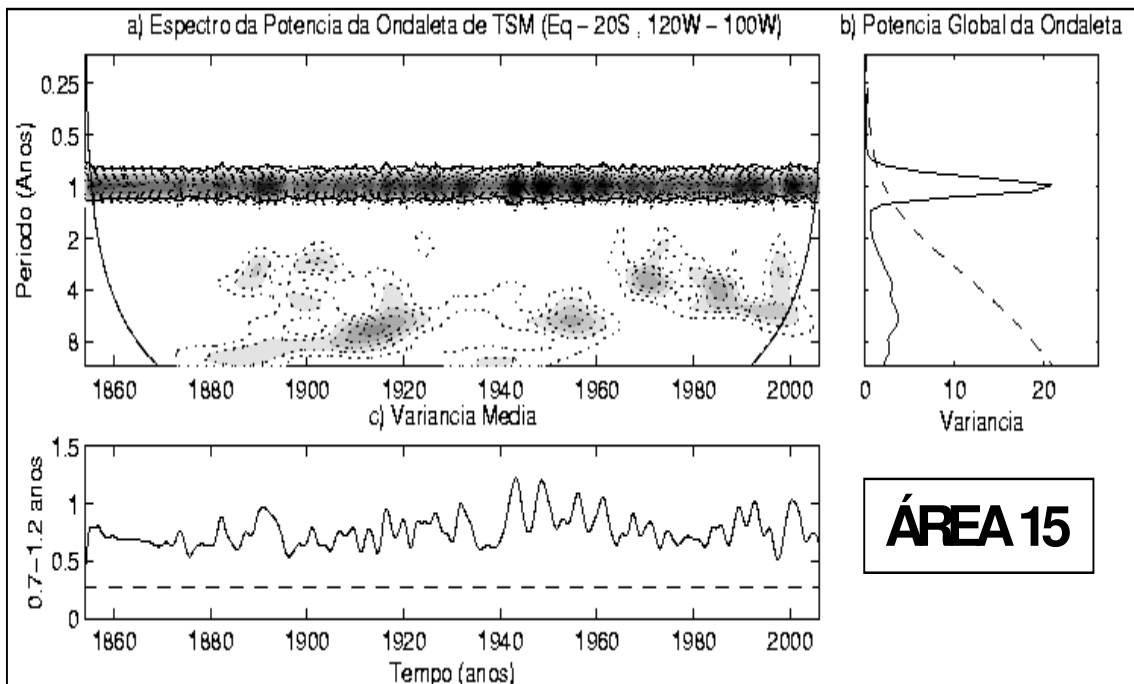 a) Espectro da Potencia da Ondaleta de TSM (Eq – 20S , 120W – 100W)
b) Potencia Global da Ondaleta
Periodo (Anos)
0.25
0.5
1
2
4
8
1860 1880 1900 1920 1940 1960 1980 2000
0 10 20
Variancia
c) Variancia Media
0.7–1.2 anos
1.5
1
0.5
0
1860 1880 1900 1920 1940 1960 1980 2000
Tempo (anos)
ÁREA 15